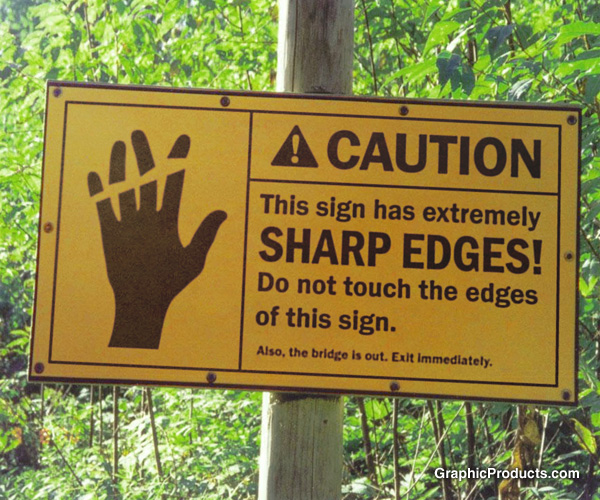 CAUTION
This sign has extremely
SHARP EDGES!
Do not touch the edges
of this sign.
Also, the bridge is out. Exit immediately.
GraphicProducts.com